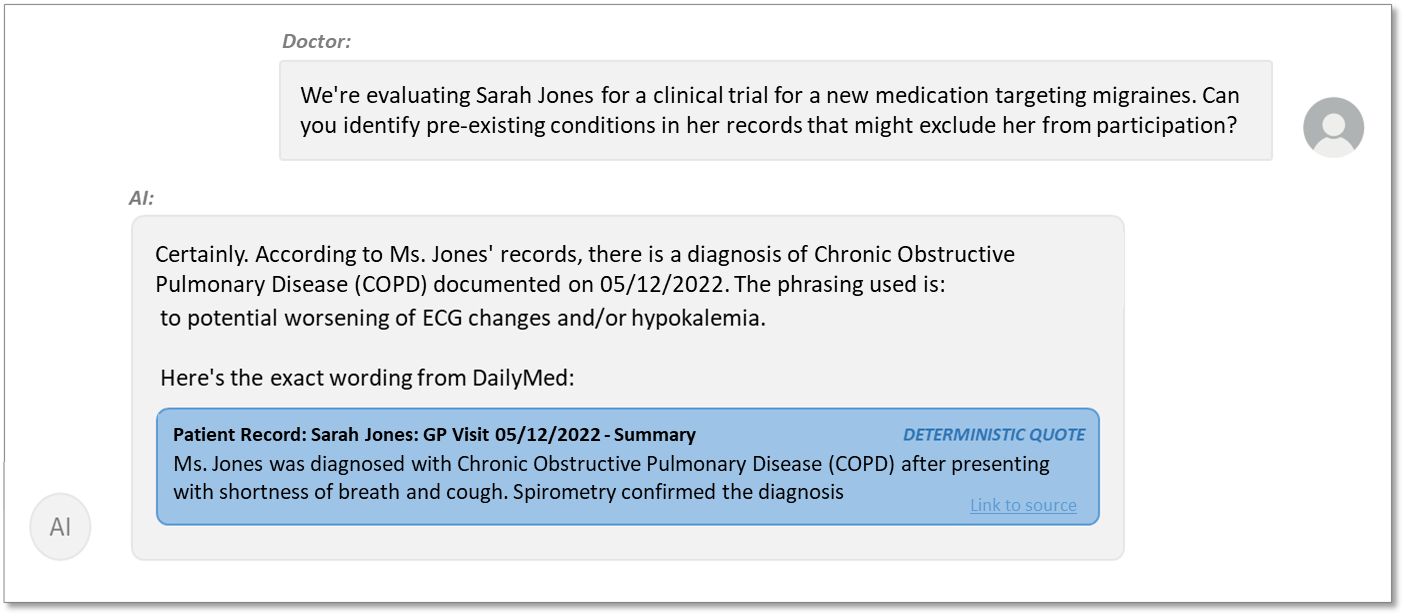 Doctor:
We're evaluating Sarah Jones for a clinical trial for a new medication targeting migraines. Can
you identify pre-existing conditions in her records that might exclude her from participation?
AI:
Certainly. According to Ms. Jones' records, there is a diagnosis of Chronic Obstructive
Pulmonary Disease (COPD) documented on 05/12/2022. The phrasing used is:
to potential worsening of ECG changes and/or hypokalemia.
Here's the exact wording from DailyMed:
Patient Record: Sarah Jones: GP Visit 05/12/2022 - Summary
DETERMINISTIC QUOTE
Ms. Jones was diagnosed with Chronic Obstructive Pulmonary Disease (COPD) after presenting
with shortness of breath and cough. Spirometry confirmed the diagnosis
Link to source
AI